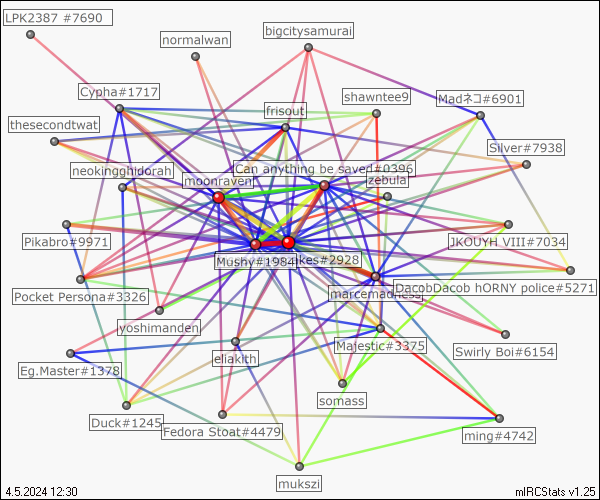 LPK2387 #7690
bigcitysamurai
normalwan
Cypha#1717
shawntee9
Madネコ#6901
frisout
thesecondtwat
Silver#7938
Can anything be saved#0396
neokingghidorah
moonraven
zebula
Pikabro#9971
JKOUYH VIII#7034
Mushy#1984
akes#2928
DacobDacob hORNY police#5271
Pocket Persona#3326
marcemadness
yoshimanden
Majestic#3375
Swirly Boi#6154
eliakith
Eg.Master#1378
somass
Duck#1245
Fedora Stoat#4479
ming#4742
mukszi
4.5.2024 12:30
mIRCStats v1.25